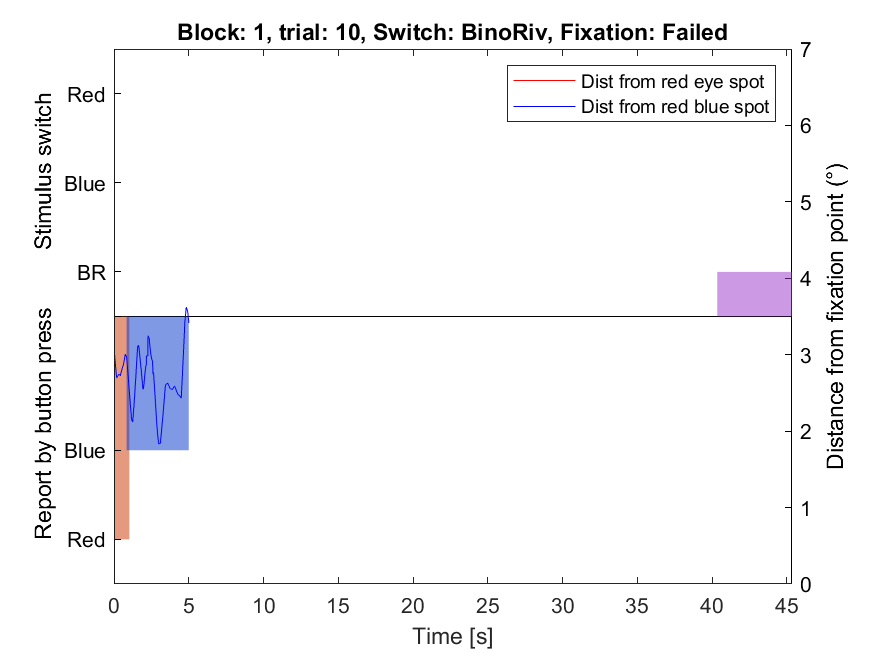 Block: 1, trial: 10, Switch: BinoRiv, Fixation: Failed
Dist from red eye spot
Dist from red blue spot
Stimulus switch
Red
Blue
BR
Report by button press
Blue
Red
Distance from fixation point (°)
7
6
5
4
3
2
1
0
0 5 10 15 20 25 30 35 40 45
Time [s]